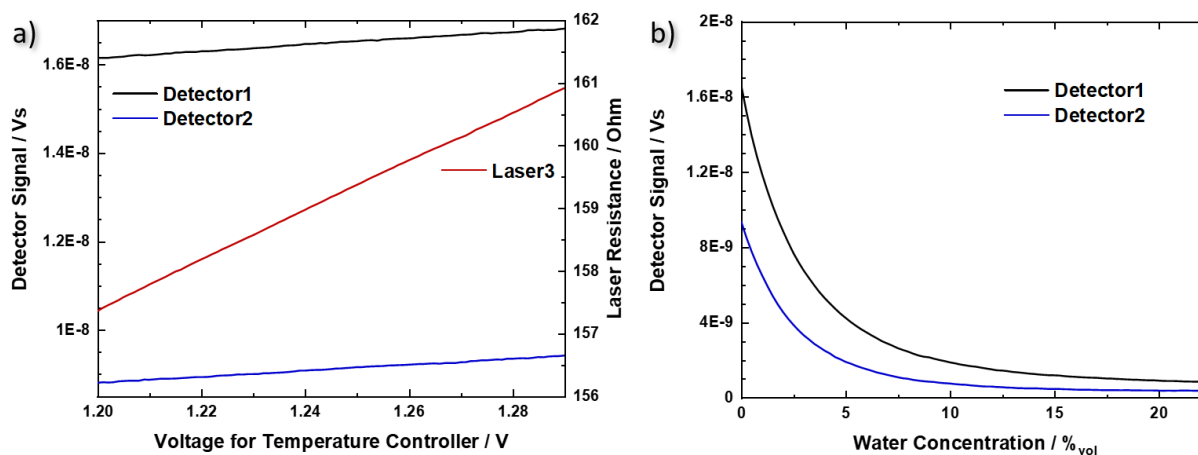 a)
Detector Signal / Vs
1.6E-8
1.4E-8
1.2E-8
1E-8
Detector1
Detector2
Laser3
162
161
160
159
158
157
156
Laser Resistance / Ohm
1.20
1.22
1.24
1.26
1.28
Voltage for Temperature Controller / V
b)
Detector Signal / Vs
2E-8
1.6E-8
1.2E-8
8E-9
4E-9
0
Detector1
Detector2
0
5
10
15
20
Water Concentration / %vol